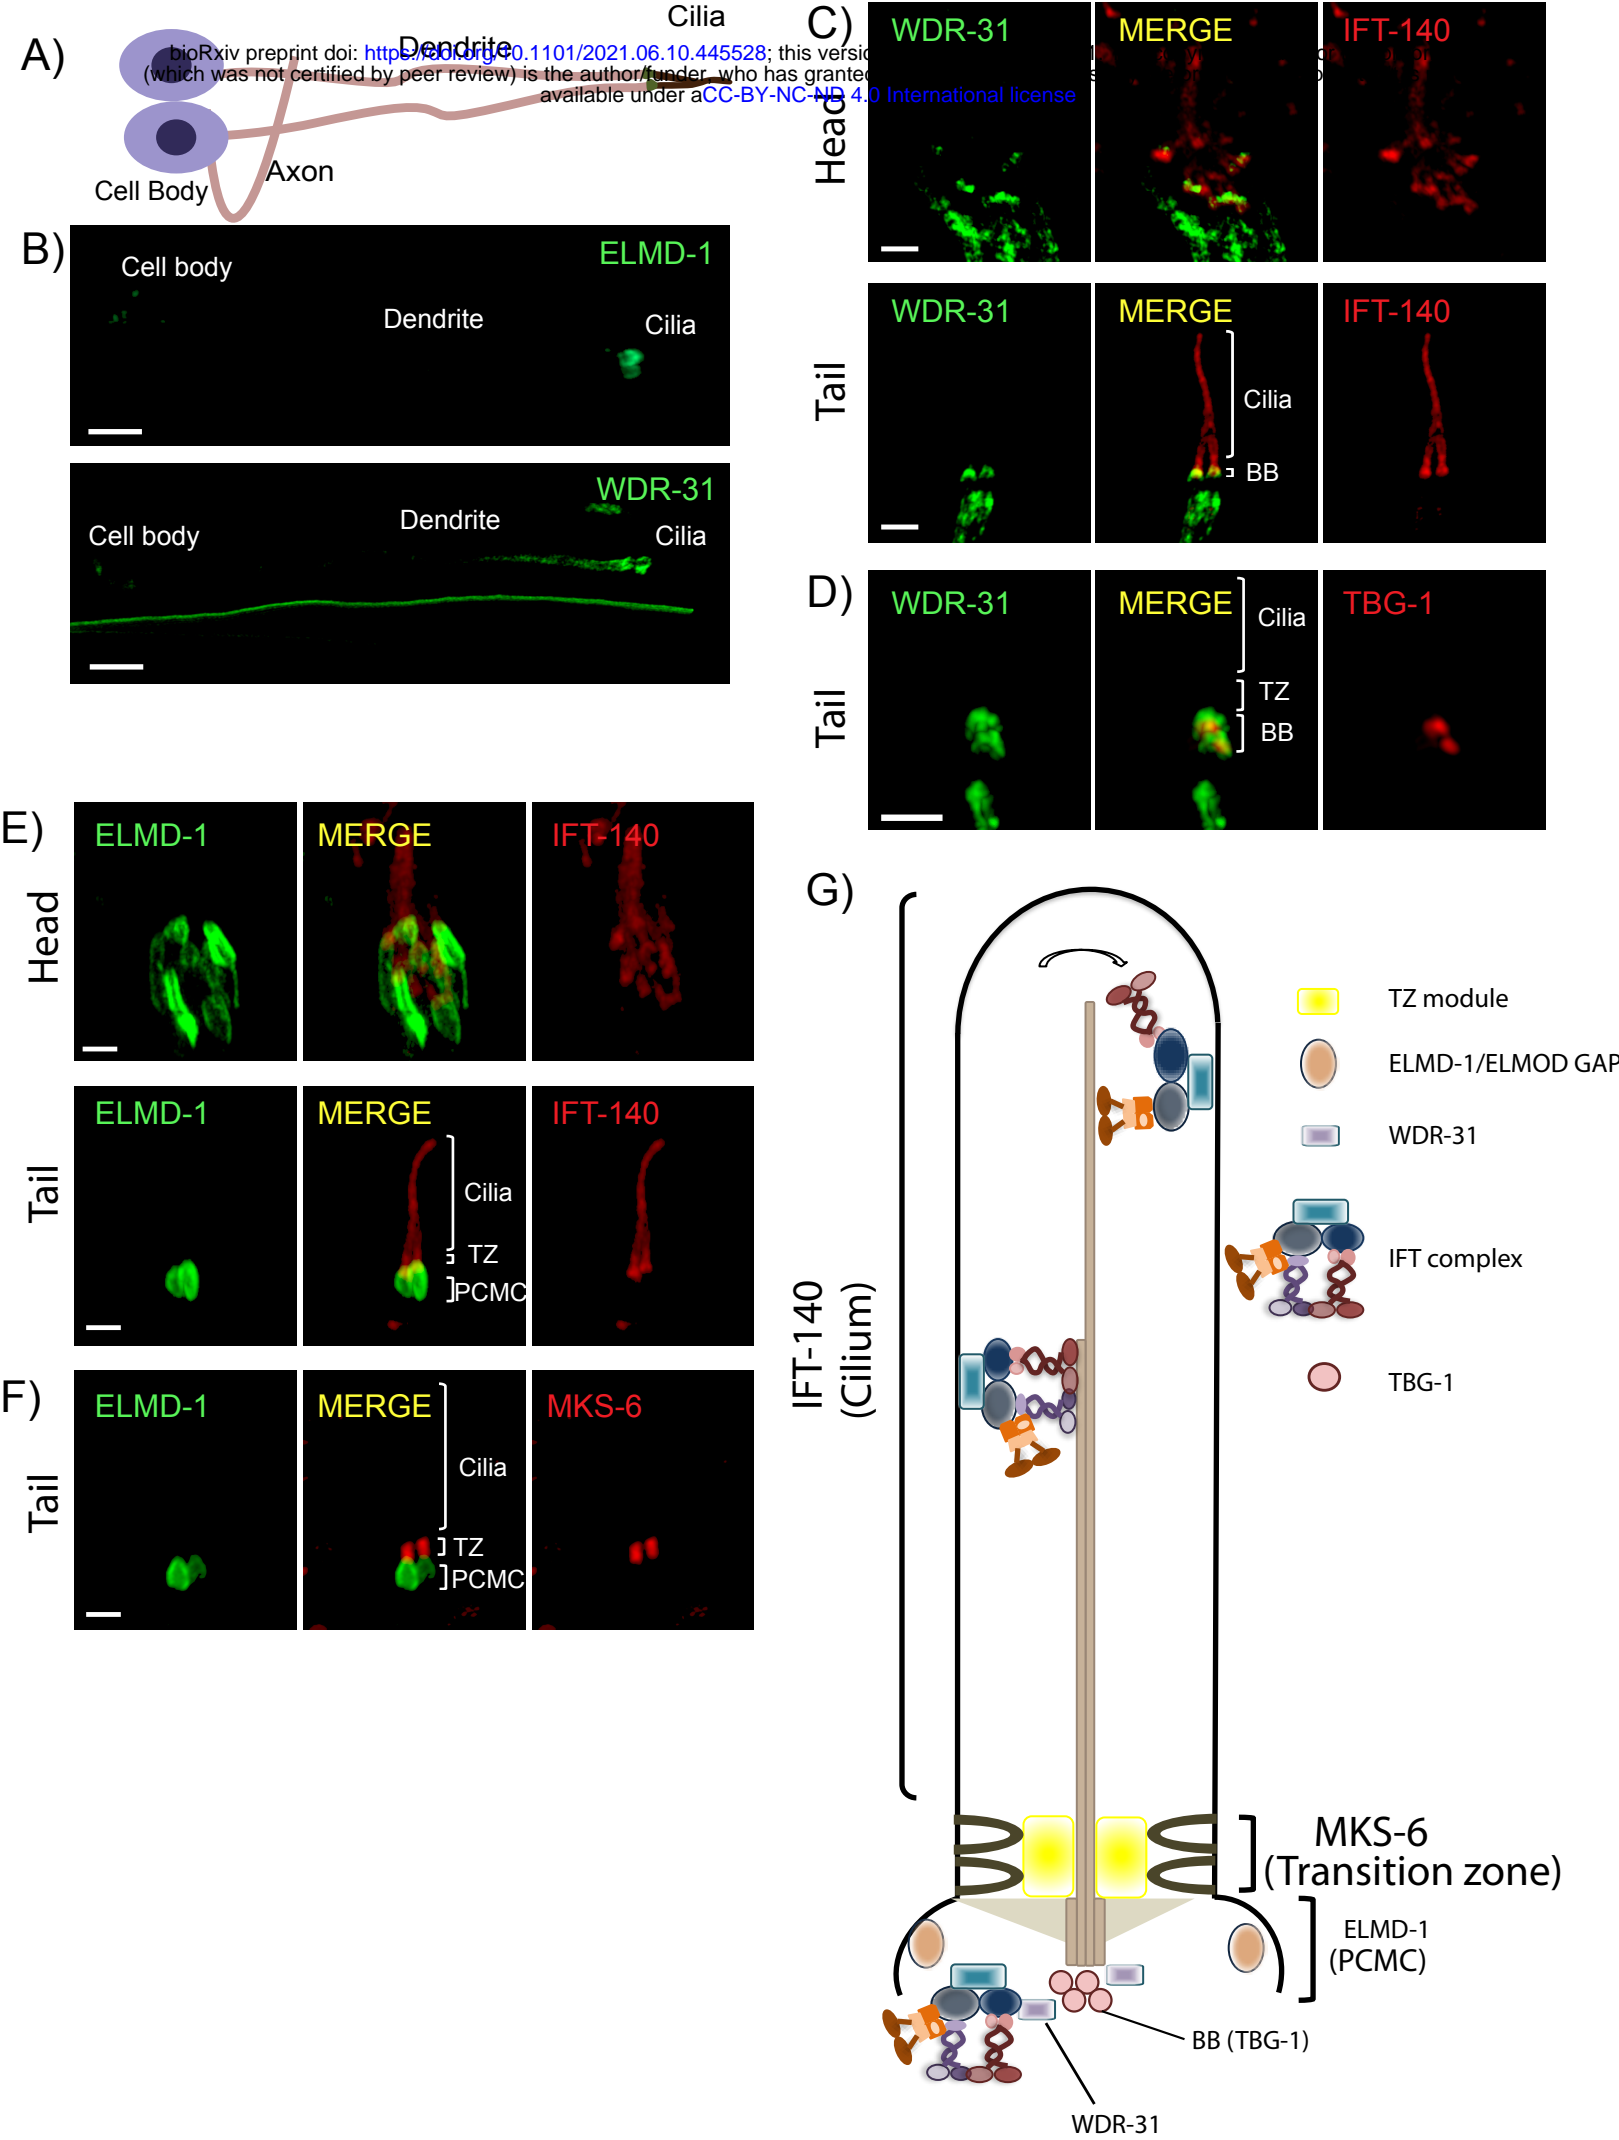 A)
Cilia
Dendrite
bioRxiv preprint doi: https://doi.org/10.1101/2021.06.10.445528; this versio
(which was not certified by peer review) is the author/funder, who has granted
available under aCC-BY-NC-ND 4.0 International license
Axon
Cell Body
B)
ELMD-1
Cell body
Dendrite
Cilia
WDR-31
Cell body
Dendrite
Cilia
C)
Head
WDR-31
MERGE
IFT-140
Tail
WDR-31
MERGE
IFT-140
Cilia
BB
D)
Tail
WDR-31
MERGE
TBG-1
Cilia
TZ
BB
E)
Head
ELMD-1
MERGE
IFT-140
Tail
ELMD-1
MERGE
IFT-140
Cilia
TZ
PCMC
F)
Tail
ELMD-1
MERGE
MKS-6
Cilia
TZ
PCMC
G)
IFT-140
(Cilium)
TZ module
ELMD-1/ELMOD GAP
WDR-31
IFT complex
TBG-1
MKS-6
(Transition zone)
ELMD-1
(PCMC)
BB (TBG-1)
WDR-31